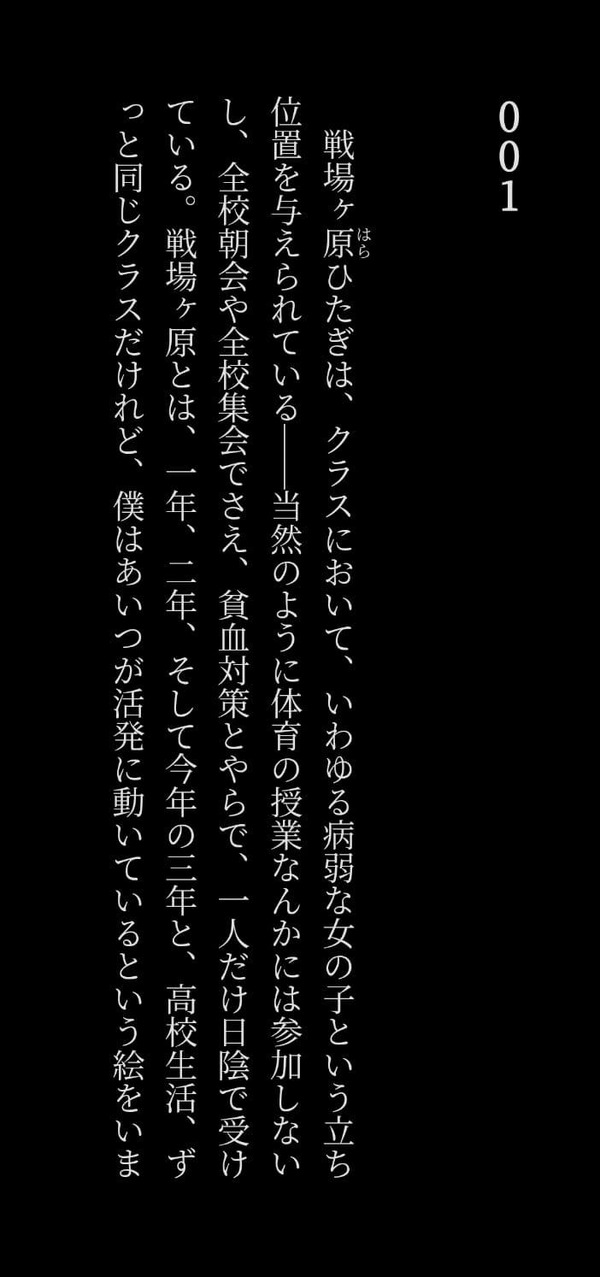 001
戦場ヶ原はらひたぎは、クラスにおいて、いわゆる病弱な女の子という立ち
位置を与えられている――当然のように体育の授業なんかには参加しない
し、全校朝会や全校集会でさえ、貧血対策とやらで、一人だけ日陰で受け
ている。戦場ヶ原とは、一年、二年、そして今年の三年と、高校生活、ず
っと同じクラスだけれど、僕はあいつが活発に動いているという絵をいま